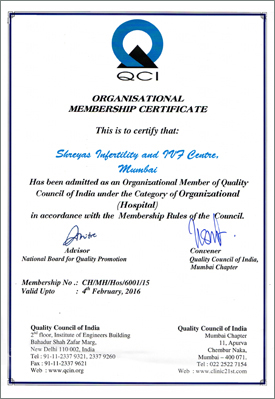 QCI
ORGANISATIONAL
MEMBERSHIP CERTIFICATE
This is to certify that:
Shreyas Infertility and IVF Centre,
Mumbai
Has been admitted as an Organizational Member of Quality
Council of India under the Category of Organizational
(Hospital)
in accordance with the Membership Rules of the Council.
Advisor
National Board for Quality Promotion
Convener
Quality Council of India,
Mumbai Chapter
Membership No .: CH/MH/Hos/6001/15
Valid Upto : 4th February, 2016
Quality Council of India
2nd floor, Institute of Engineers Building
Bahadur Shah Zafar Marg,
New Delhi 110 002, India
Tel : 91-11-2337 9321, 2337 9260
Fax : 91-11-2337 9621
Web : www.qcin.org
Quality Council of India
Mumbai Chapter
11, Apurva
Chembur Naka,
Mumbai – 400 071.
Tel : 022 2522 7154
Web : www.clinic21st.com